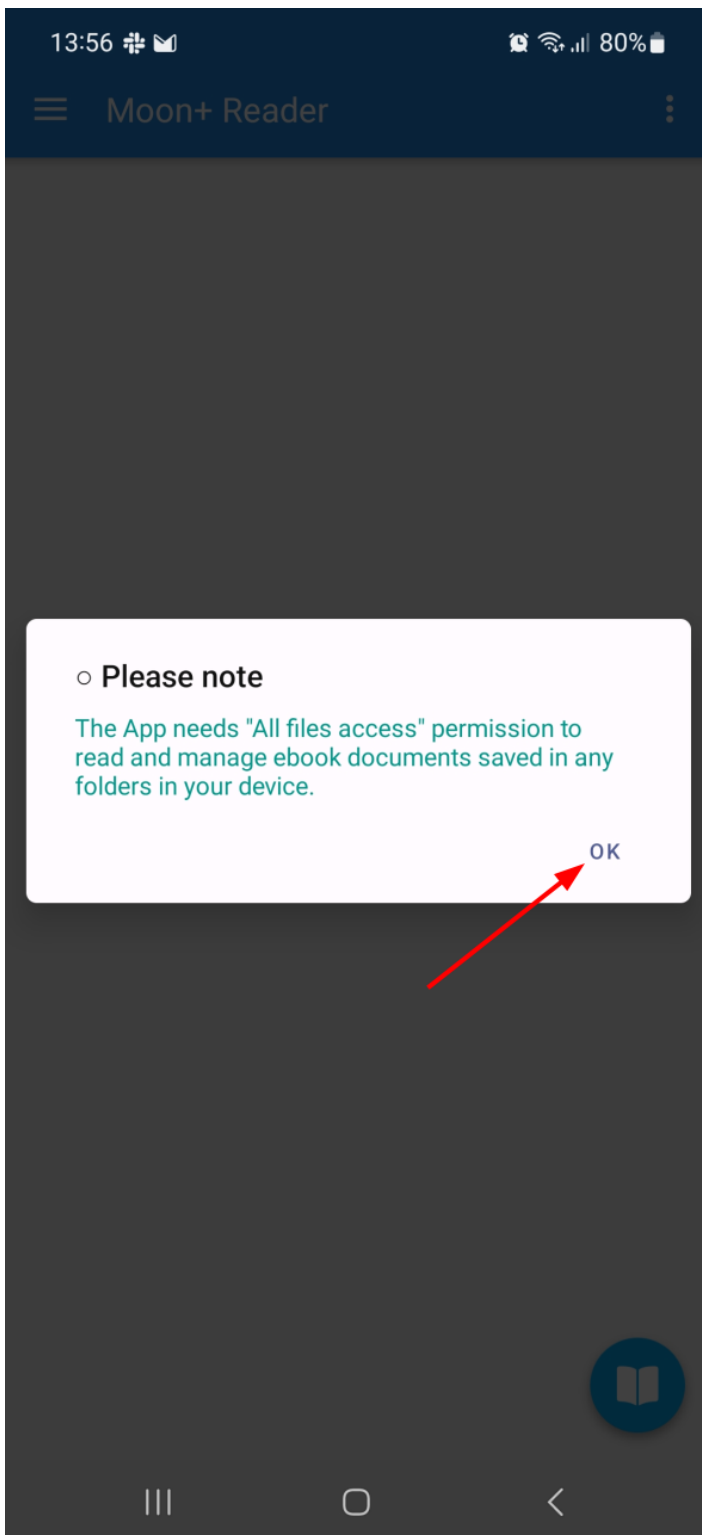 13:56 80%
Moon+ Reader
○ Please note
The App needs "All files access" permission to
read and manage ebook documents saved in any
folders in your device.
OK